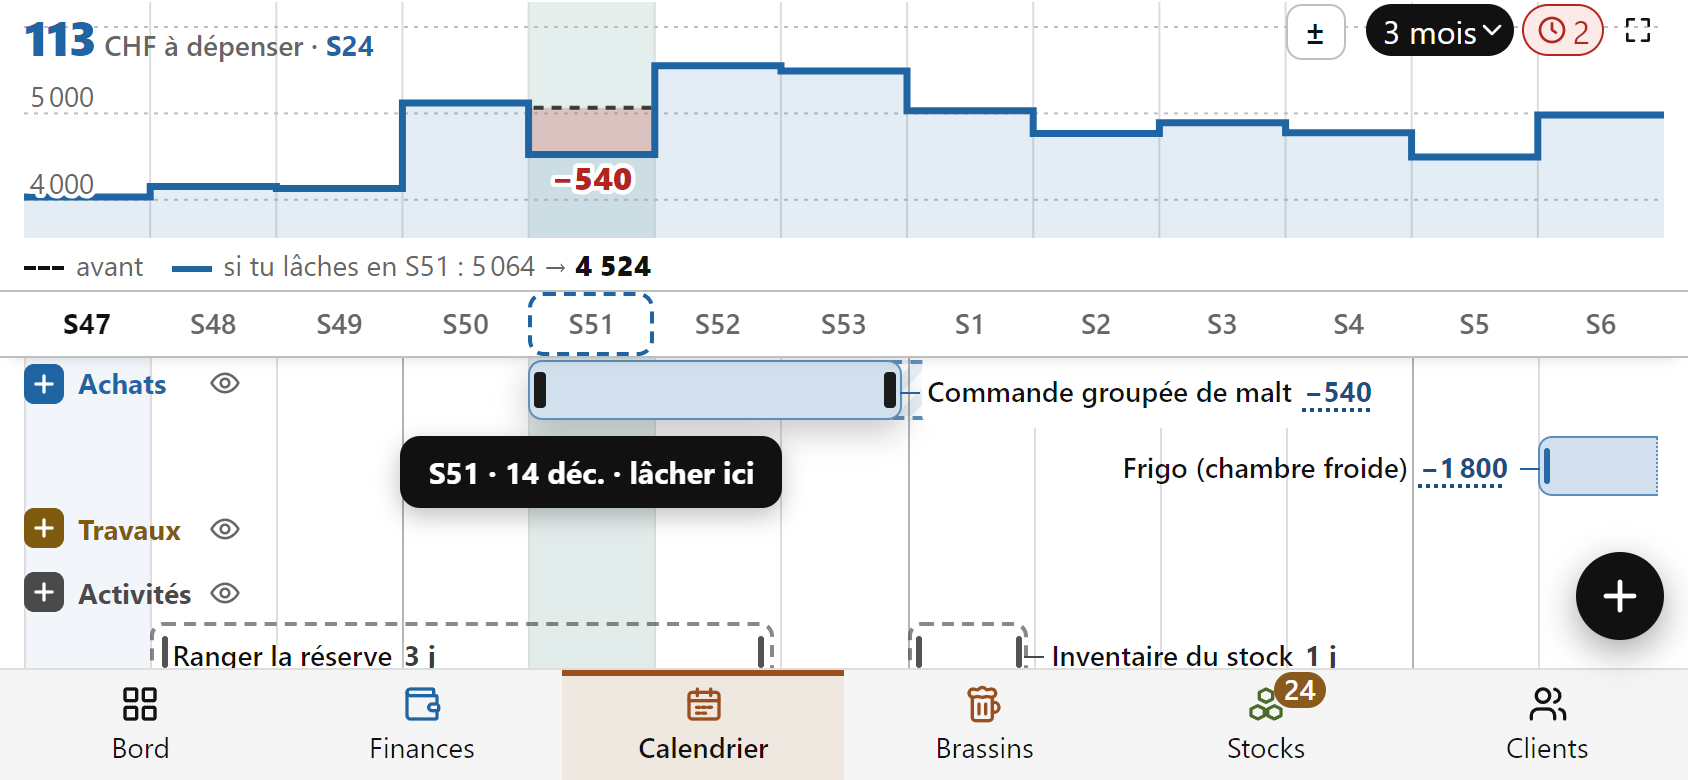 113 CHF à dépenser · S24
±
3 mois
2
5 000
4 000
−540
avant
si tu lâches en S51 : 5 064 → 4 524
S47 S48 S49 S50 S51 S52 S53 S1 S2 S3 S4 S5 S6
+ Achats
Commande groupée de malt −540
S51 · 14 déc. · lâcher ici
Frigo (chambre froide) −1 800
+ Travaux
+ Activités
+
Ranger la réserve 3 j
Inventaire du stock 1 j
24
Bord Finances Calendrier Brassins Stocks Clients